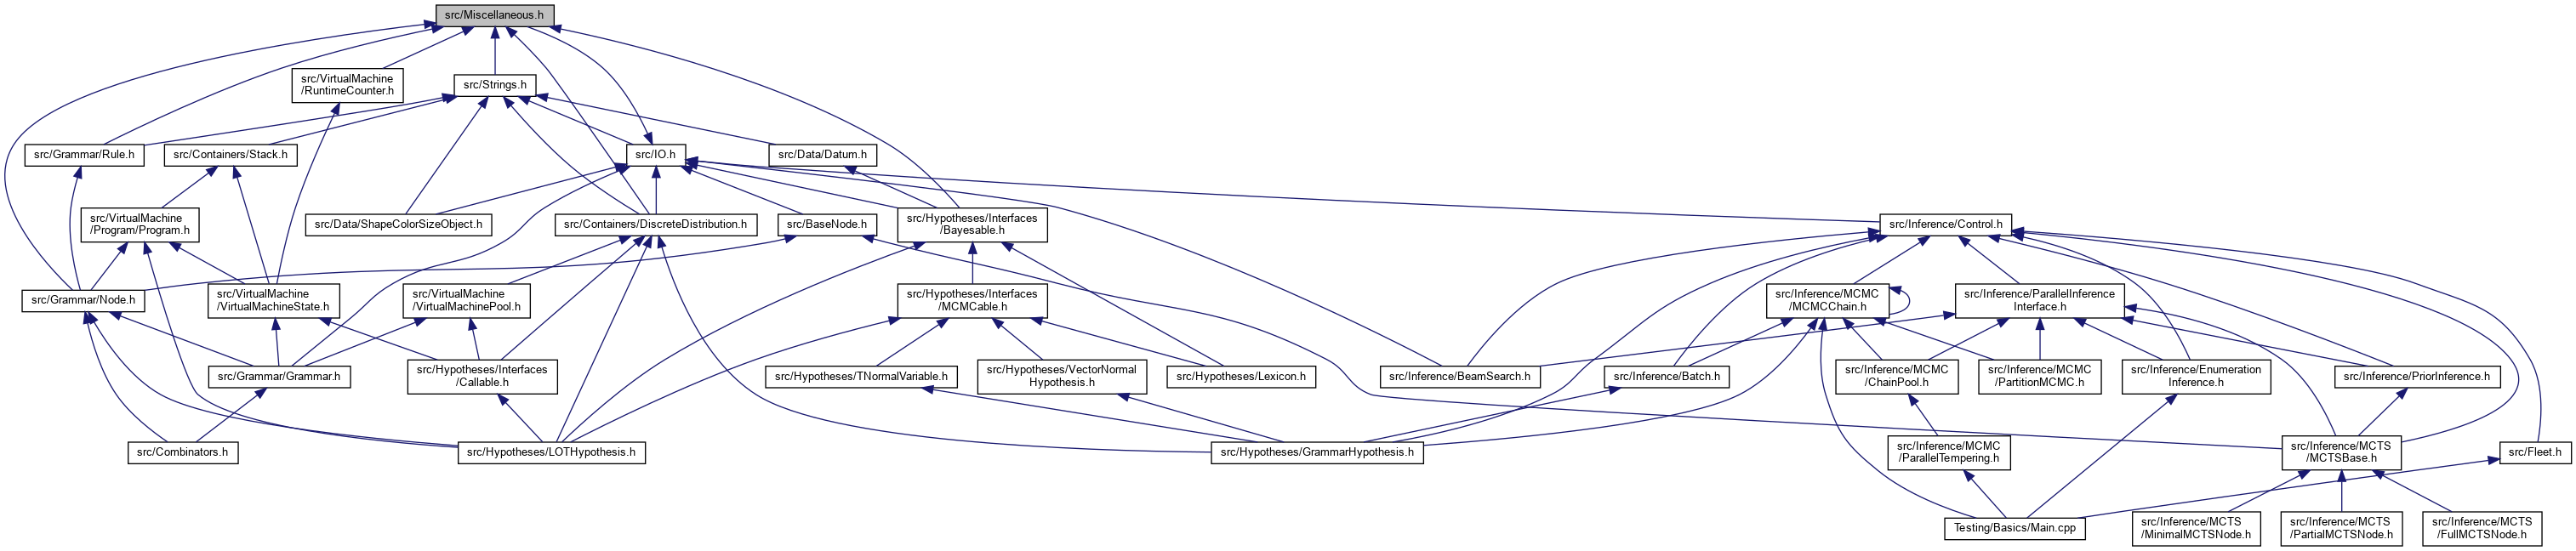 src/Miscellaneous.h
src/VirtualMachine
/RuntimeCounter.h
src/Strings.h
src/Grammar/Rule.h
src/Containers/Stack.h
src/IO.h
src/Data/Datum.h
src/VirtualMachine
/Program/Program.h
src/Data/ShapeColorSizeObject.h
src/Containers/DiscreteDistribution.h
src/BaseNode.h
src/Hypotheses/Interfaces
/Bayesable.h
src/Inference/Control.h
src/Grammar/Node.h
src/VirtualMachine
/VirtualMachineState.h
src/VirtualMachine
/VirtualMachinePool.h
src/Hypotheses/Interfaces
/MCMCable.h
src/Inference/MCMC
/MCMCChain.h
src/Inference/ParallelInference
Interface.h
src/Grammar/Grammar.h
src/Hypotheses/Interfaces
/Callable.h
src/Hypotheses/TNormalVariable.h
src/Hypotheses/VectorNormal
Hypothesis.h
src/Hypotheses/Lexicon.h
src/Inference/BeamSearch.h
src/Inference/Batch.h
src/Inference/MCMC
/ChainPool.h
src/Inference/MCMC
/PartitionMCMC.h
src/Inference/Enumeration
Inference.h
src/Inference/PriorInference.h
src/Combinators.h
src/Hypotheses/LOTHypothesis.h
src/Hypotheses/GrammarHypothesis.h
src/Inference/MCMC
/ParallelTempering.h
src/Inference/MCTS
/MCTSBase.h
src/Fleet.h
Testing/Basics/Main.cpp
src/Inference/MCTS
/MinimalMCTSNode.h
src/Inference/MCTS
/PartialMCTSNode.h
src/Inference/MCTS
/FullMCTSNode.h